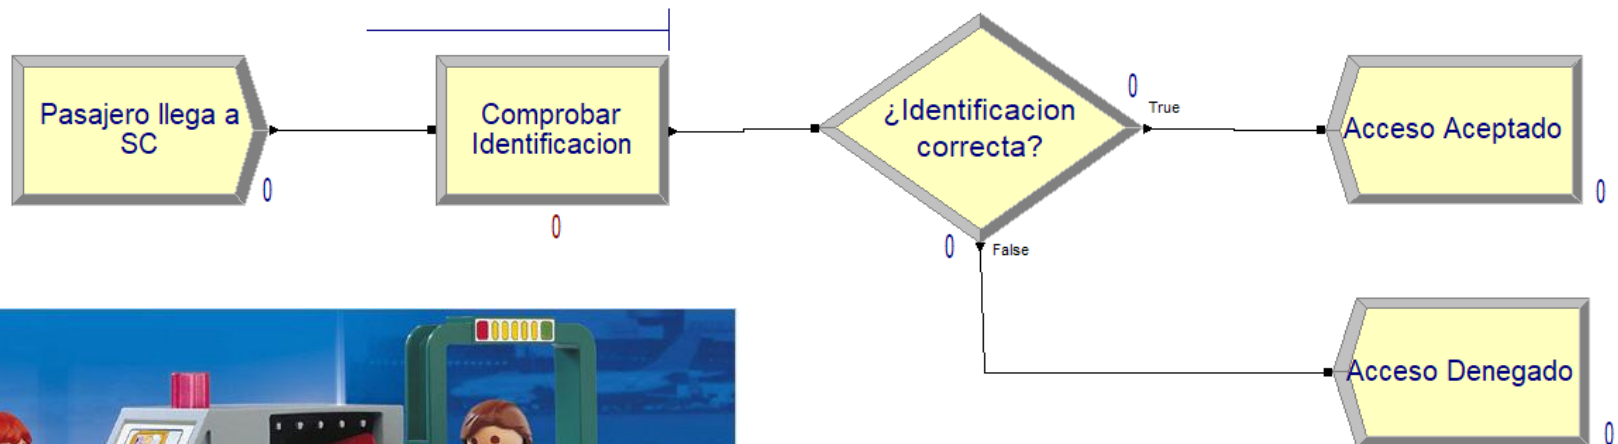 Pasajero llega a
SC
0
Comprobar
Identificacion
0
¿Identificacion
correcta?
0
True
0
False
Acceso Aceptado
0
Acceso Denegado
0